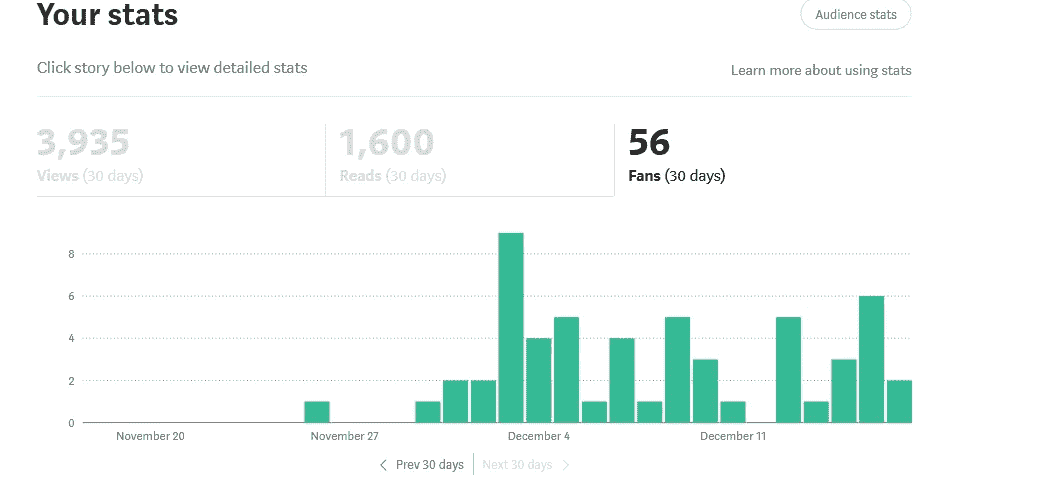 Your stats
Audience stats
Click story below to view detailed stats
Learn more about using stats
3,935
Views (30 days)
1,600
Reads (30 days)
56
Fans (30 days)
8
6
4
2
0
November 20
November 27
December 4
December 11
Prev 30 days
Next 30 days